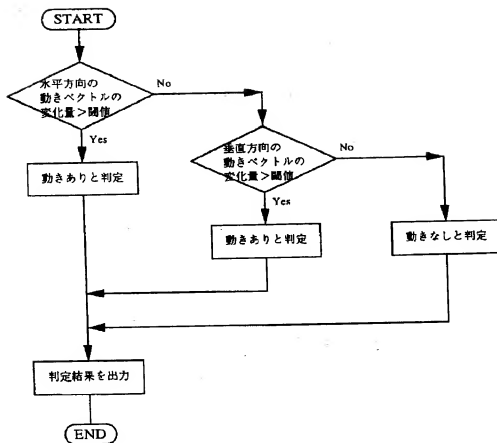 START
水平方向の
動きベクトルの
変化量＞閾値
No
Yes
動きありと判定
垂直方向の
動きベクトルの
変化量＞閾値
No
Yes
動きありと判定
動きなしと判定
判定結果を出力
END